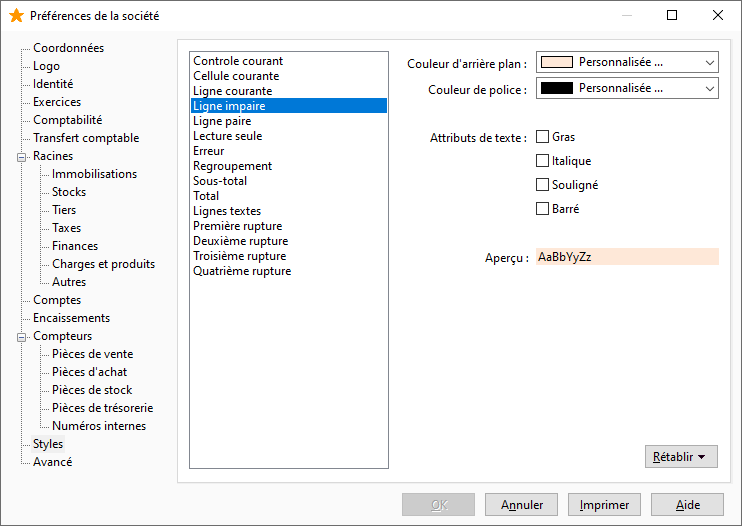 Préférences de la société
Coordonnées
Logo
Identité
Exercices
Comptabilité
Transfert comptable
Racines
Immobilisations
Stocks
Tiers
Taxes
Finances
Charges et produits
Autres
Comptes
Encaissements
Compteurs
Pièces de vente
Pièces d'achat
Pièces de stock
Pièces de trésorerie
Numéros internes
Styles
Avancé
Controle courant
Cellule courante
Ligne courante
Ligne impaire
Ligne paire
Lecture seule
Erreur
Regroupement
Sous-total
Total
Lignes textes
Première rupture
Deuxième rupture
Troisième rupture
Quatrième rupture
Couleur d'arrière plan : Personnalisée ...
Couleur de police : Personnalisée ...
Attributs de texte : Gras
Italique
Souligné
Barré
Aperçu : AaBbYyZz
Rétablir
OK Annuler Imprimer Aide